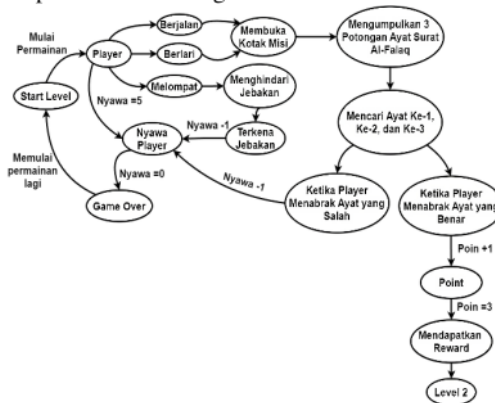 Mulai
Permainan
Player
Berjalan
Berlari
Melompat
Membuka
Kotak Misi
Mengumpulkan 3
Potongan Ayat Surat
Al-Falaq
Menghindari
Jebakan
Start Level
Nyawa =5
Nyawa
Player
Nyawa -1
Terkena
Jebakan
Mencari Ayat Ke-1,
Ke-2, dan Ke-3
Memulai
permainan
lagi
Nyawa =0
Game Over
Nyawa -1
Ketika Player
Menabrak Ayat yang
Salah
Ketika Player
Menabrak Ayat yang
Benar
Poin +1
Point
Poin =3
Mendapatkan
Reward
Level 2